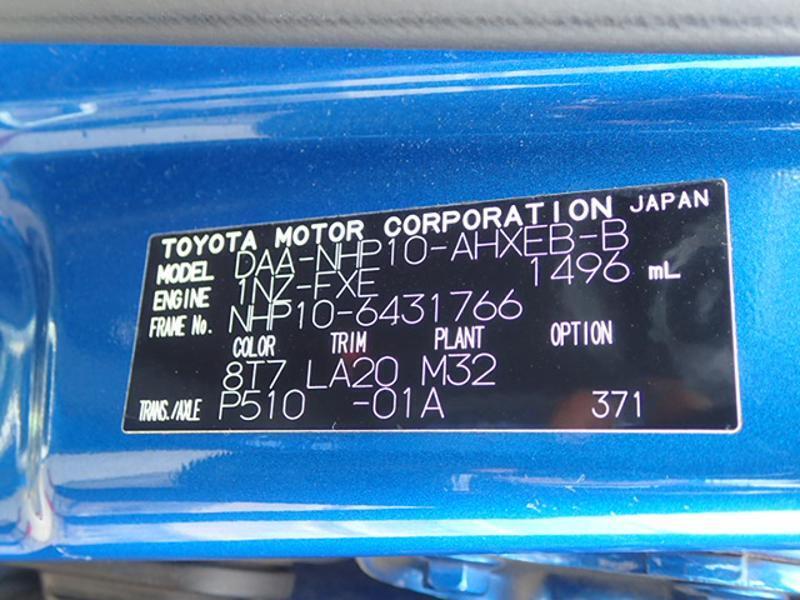 TOYOTA MOTOR CORPORATION JAPAN
MODEL DAA-NHP10-AHXEB-B
ENGINE 1NZ-FXE 1496 mL
FRAME No. NHP10-6431766
COLOR TRIM PLANT OPTION
8T7 LA20 M32
TRANS./AXLE P510 -01A 371